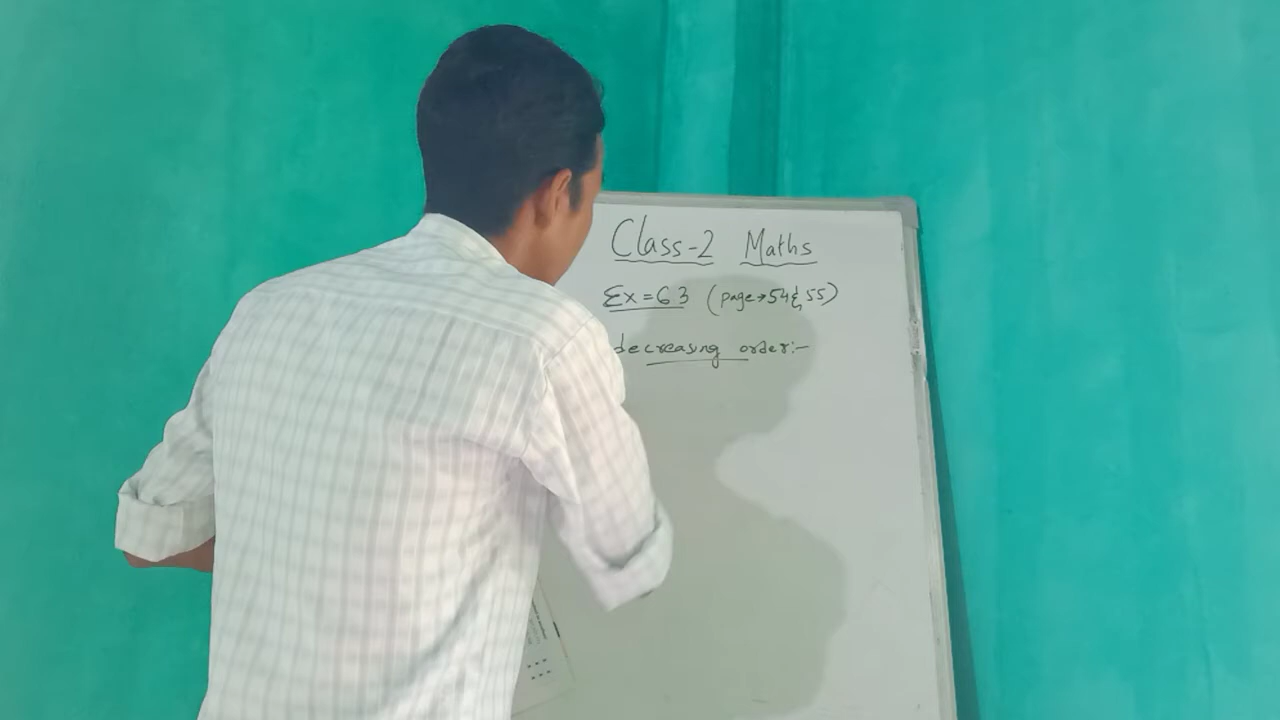 Class-2 Maths
Ex=63 (page→54&55)
decreasing order:-